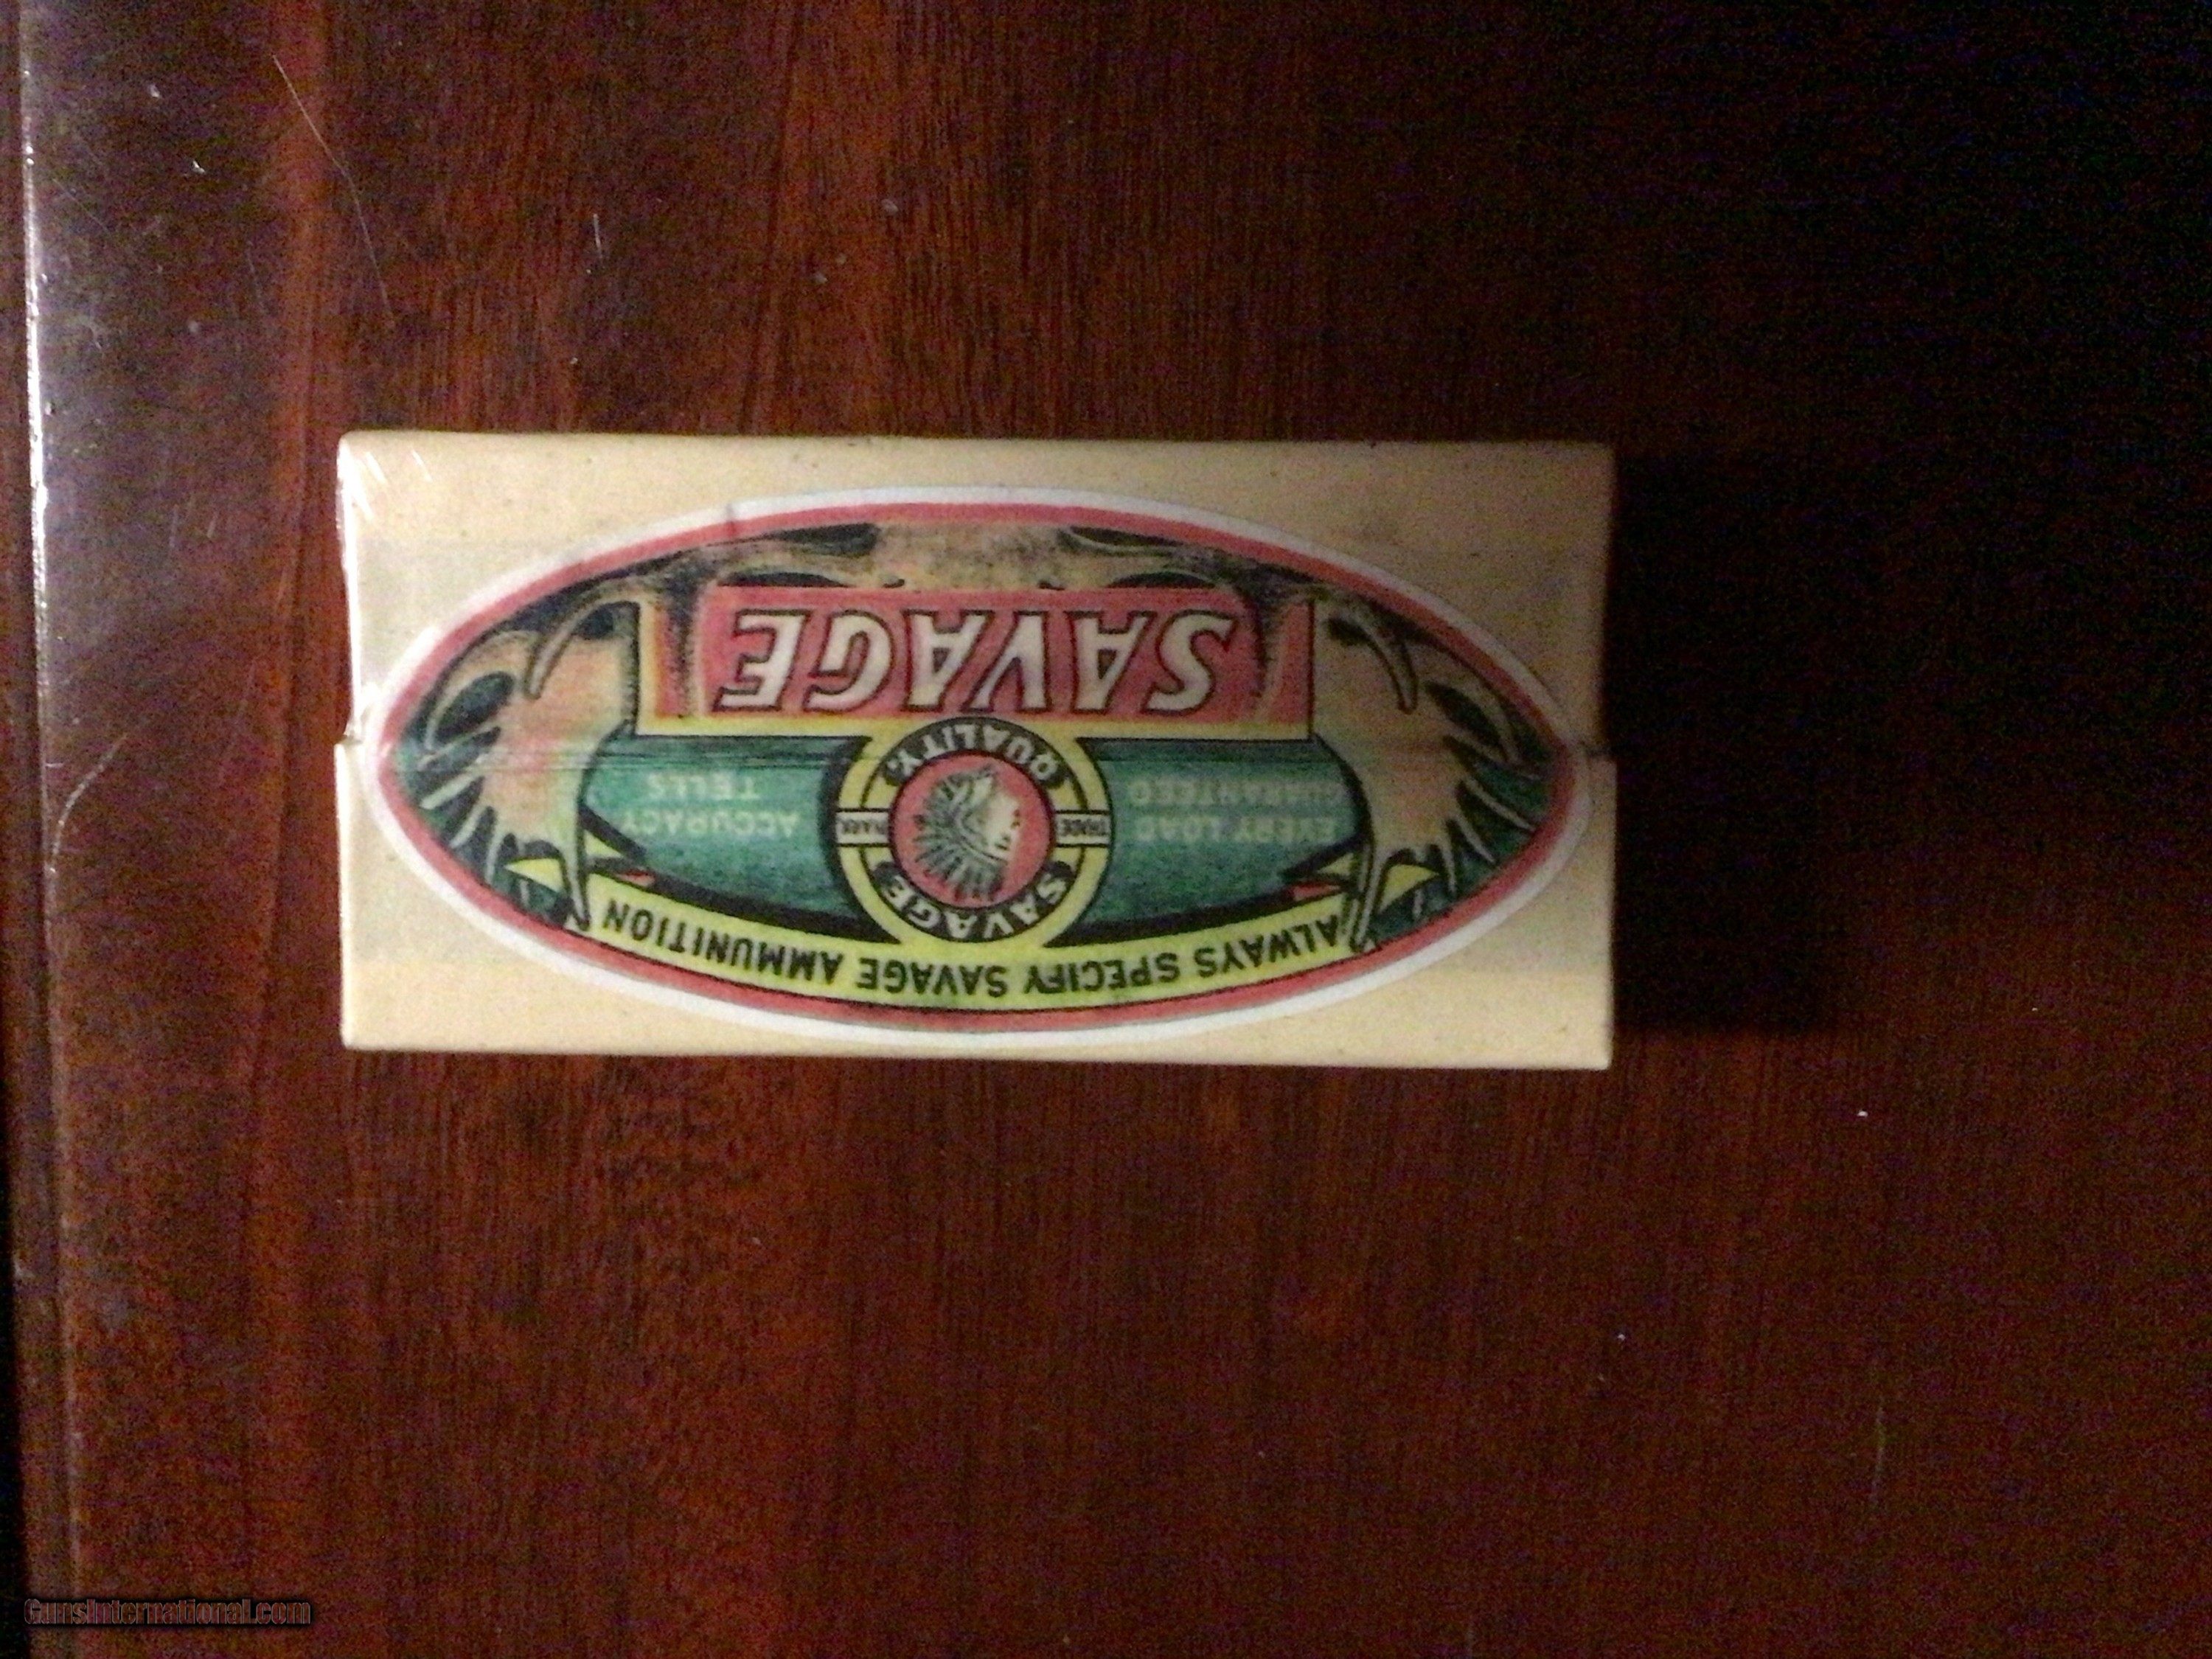 SAVAGE
QUALITY.
EVERY LOAD
GUARANTEED
TRADE
MARK
ACCURACY
TELLS
SAVAGE
ALWAYS SPECIFY SAVAGE AMMUNITION
GunsInternational.com